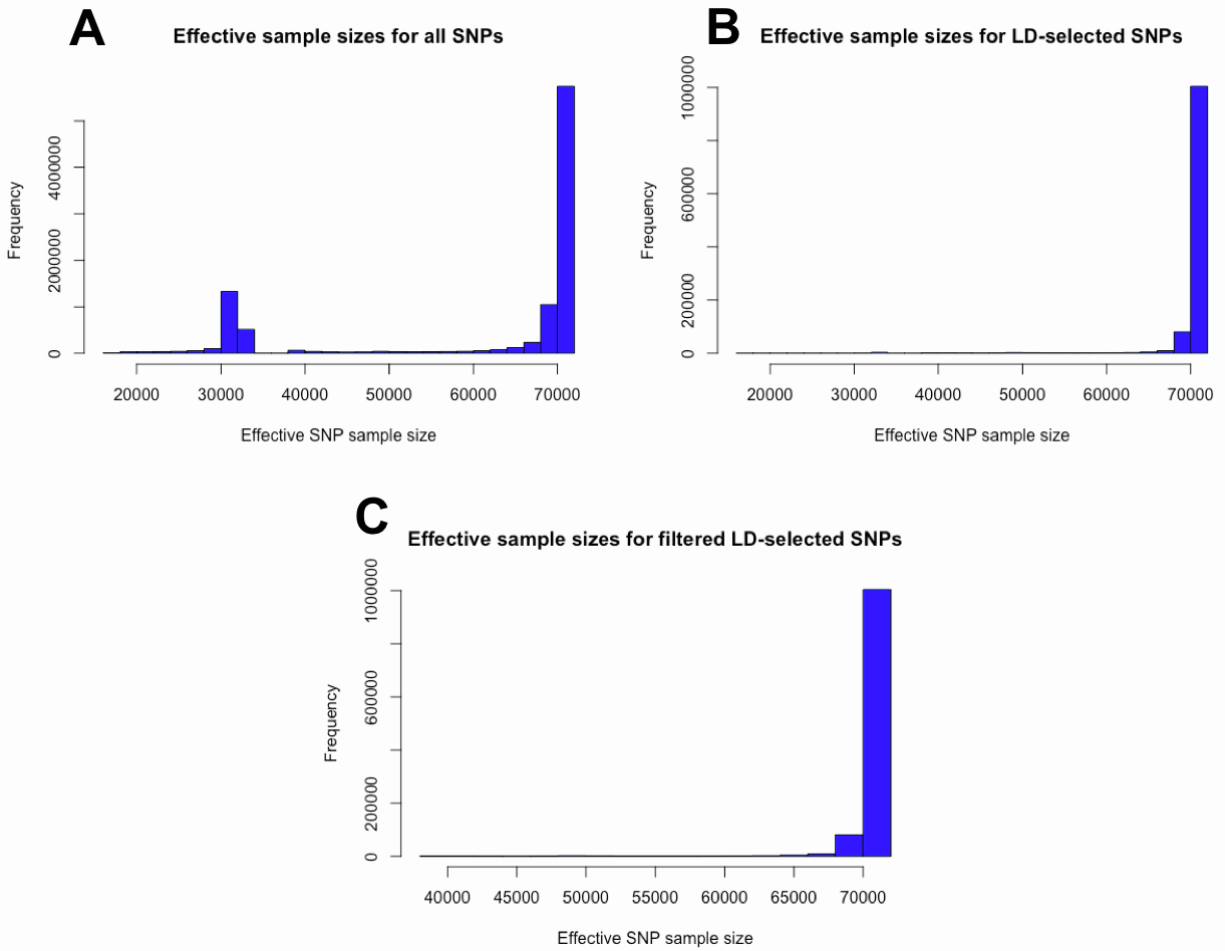 A
Effective sample sizes for all SNPs
Frequency
0
2000000
4000000
20000 30000 40000 50000 60000 70000
Effective SNP sample size
B
Effective sample sizes for LD-selected SNPs
Frequency
0
200000
600000
1000000
20000 30000 40000 50000 60000 70000
Effective SNP sample size
C
Effective sample sizes for filtered LD-selected SNPs
Frequency
0
200000
600000
1000000
40000 45000 50000 55000 60000 65000 70000
Effective SNP sample size